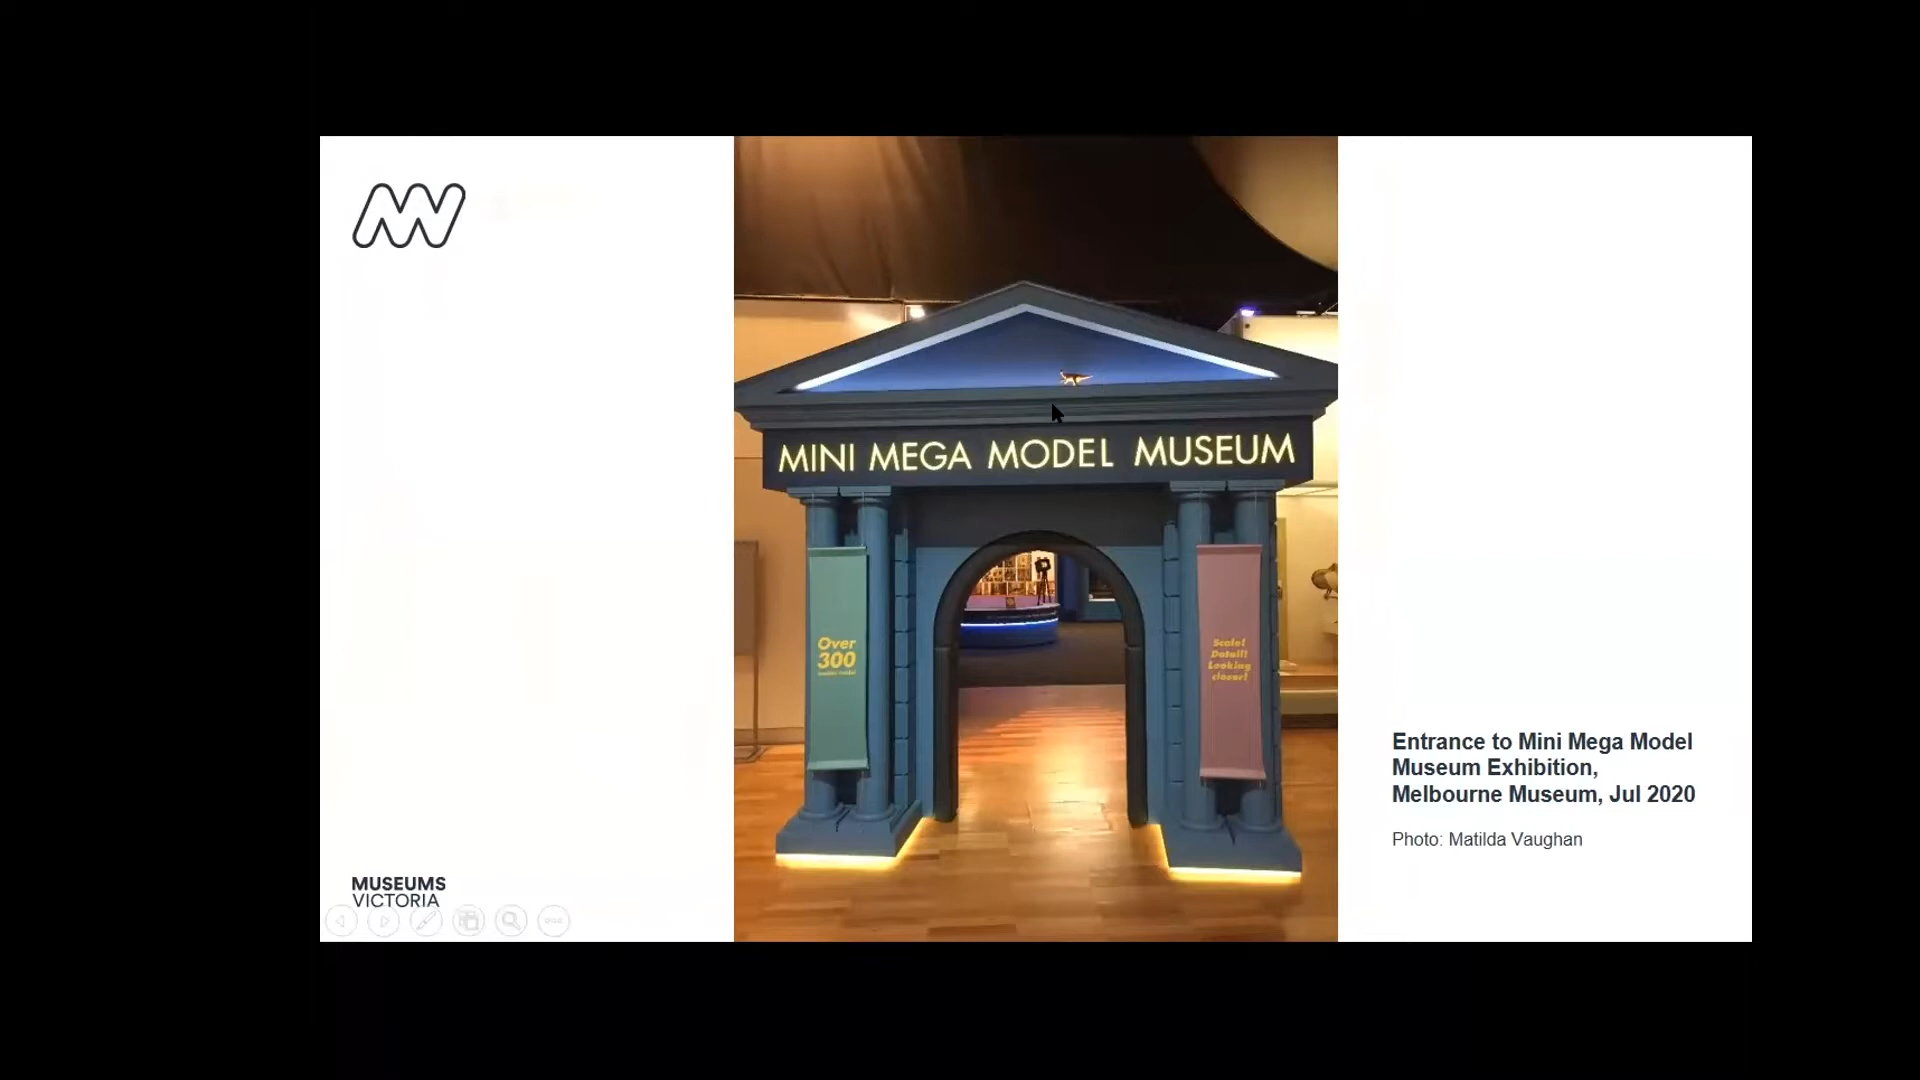 MINI MEGA MODEL MUSEUM
Over
300
Scale!
Detail!
Looking
closer!
Entrance to Mini Mega Model
Museum Exhibition,
Melbourne Museum, Jul 2020
Photo: Matilda Vaughan
MUSEUMS
VICTORIA